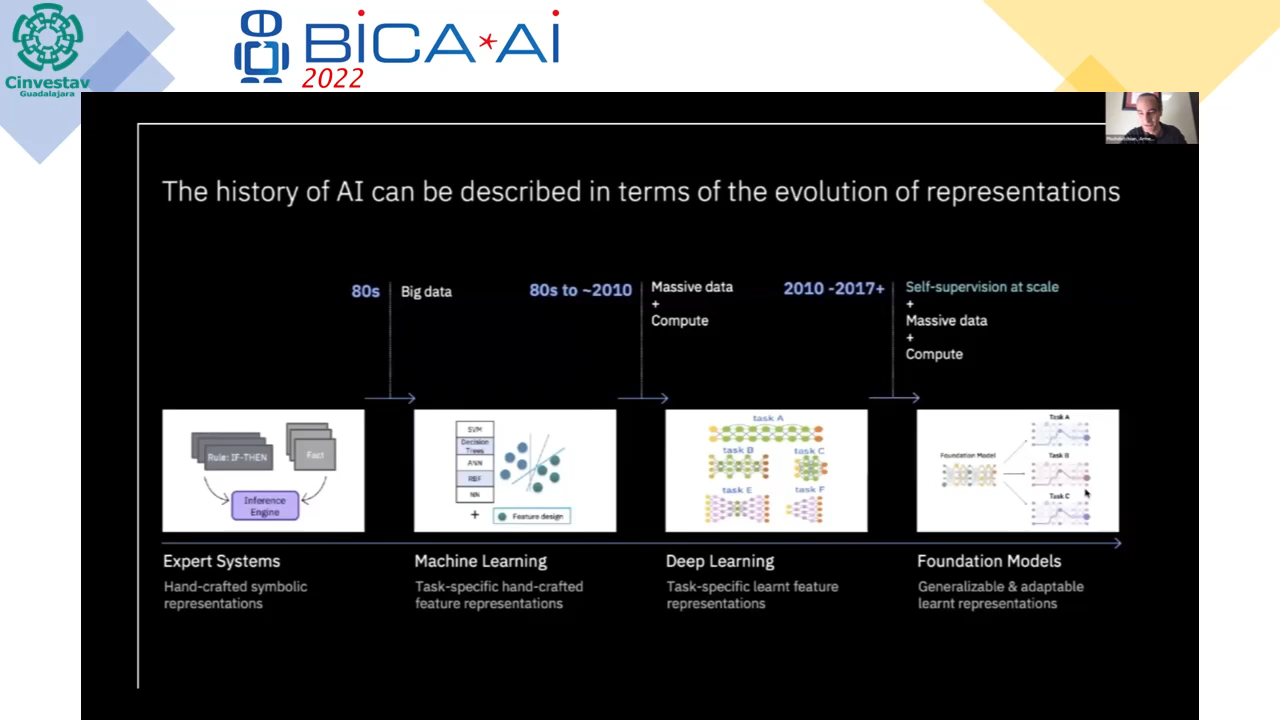 Cinvestav
Guadalajara
BiCA*Ai
2022
The history of AI can be described in terms of the evolution of representations
80s
Big data
80s to ~2010
Massive data
+
Compute
2010 -2017+
Self-supervision at scale
+
Massive data
+
Compute
Rule: IF-THEN
Fact
Inference
Engine
SVM
Decision
Trees
ANN
RBF
NN
+
Feature design
task A
task B
task C
task E
task F
Foundation Model
Task A
Task B
Task C
Expert Systems
Hand-crafted symbolic
representations
Machine Learning
Task-specific hand-crafted
feature representations
Deep Learning
Task-specific learnt feature
representations
Foundation Models
Generalizable & adaptable
learnt representations